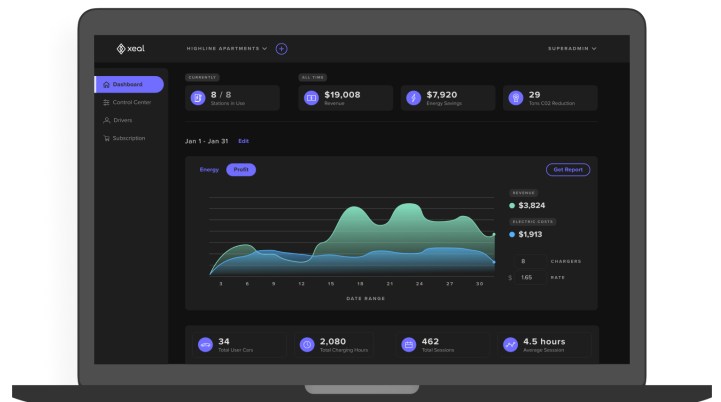 xeal
HIGHLINE APARTMENTS
SUPERADMIN
Dashboard
Control Center
Drivers
Subscription
CURRENTLY
8 / 8
Stations in Use
ALL TIME
$19,008
Revenue
$7,920
Energy Savings
29
Tons CO2 Reduction
Jan 1 - Jan 31 Edit
Energy Profit
Get Report
REVENUE
$3,824
ELECTRIC COSTS
$1,913
8 CHARGERS
$ 1.65 RATE
3 6 9 12 15 18 21 24 27 30
DATE RANGE
34
Total User Cars
2,080
Total Charging Hours
462
Total Sessions
4.5 hours
Average Session